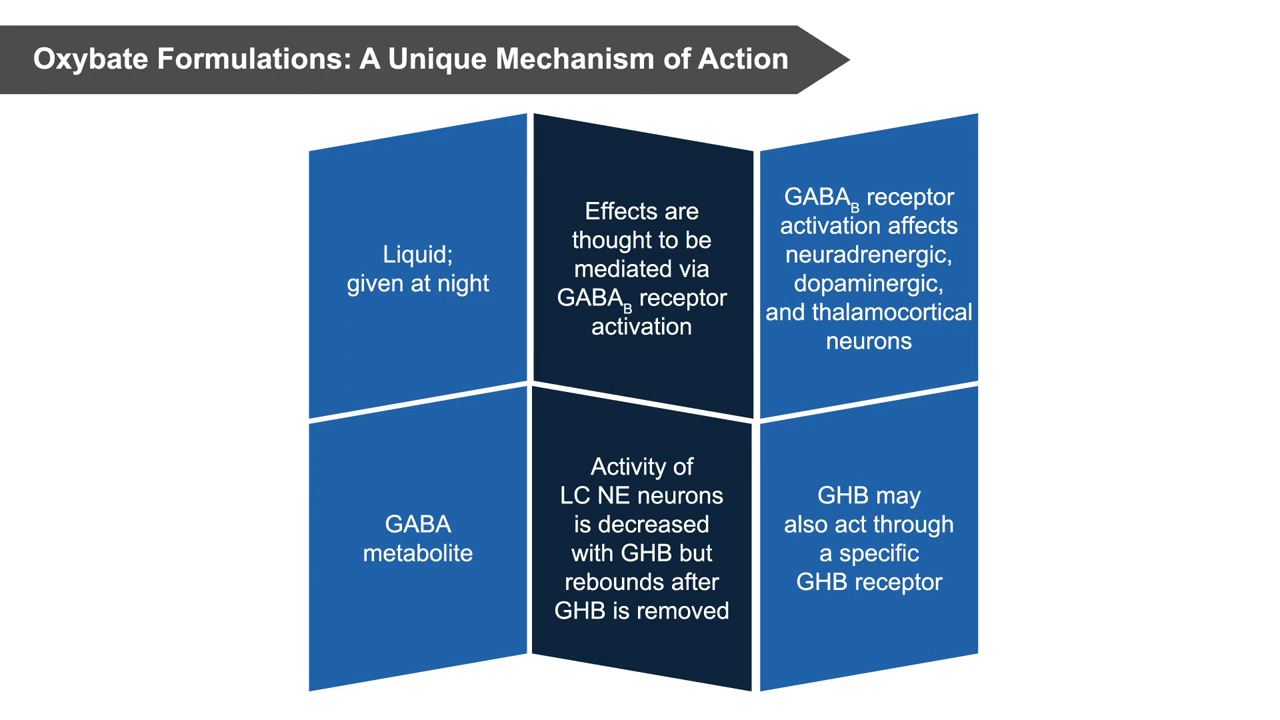 Oxybate Formulations: A Unique Mechanism of Action
Liquid;
given at night
Effects are
thought to be
mediated via
GABAB receptor
activation
GABAB receptor
activation affects
neuradrenergic,
dopaminergic,
and thalamocortical
neurons
GABA
metabolite
Activity of
LC NE neurons
is decreased
with GHB but
rebounds after
GHB is removed
GHB may
also act through
a specific
GHB receptor